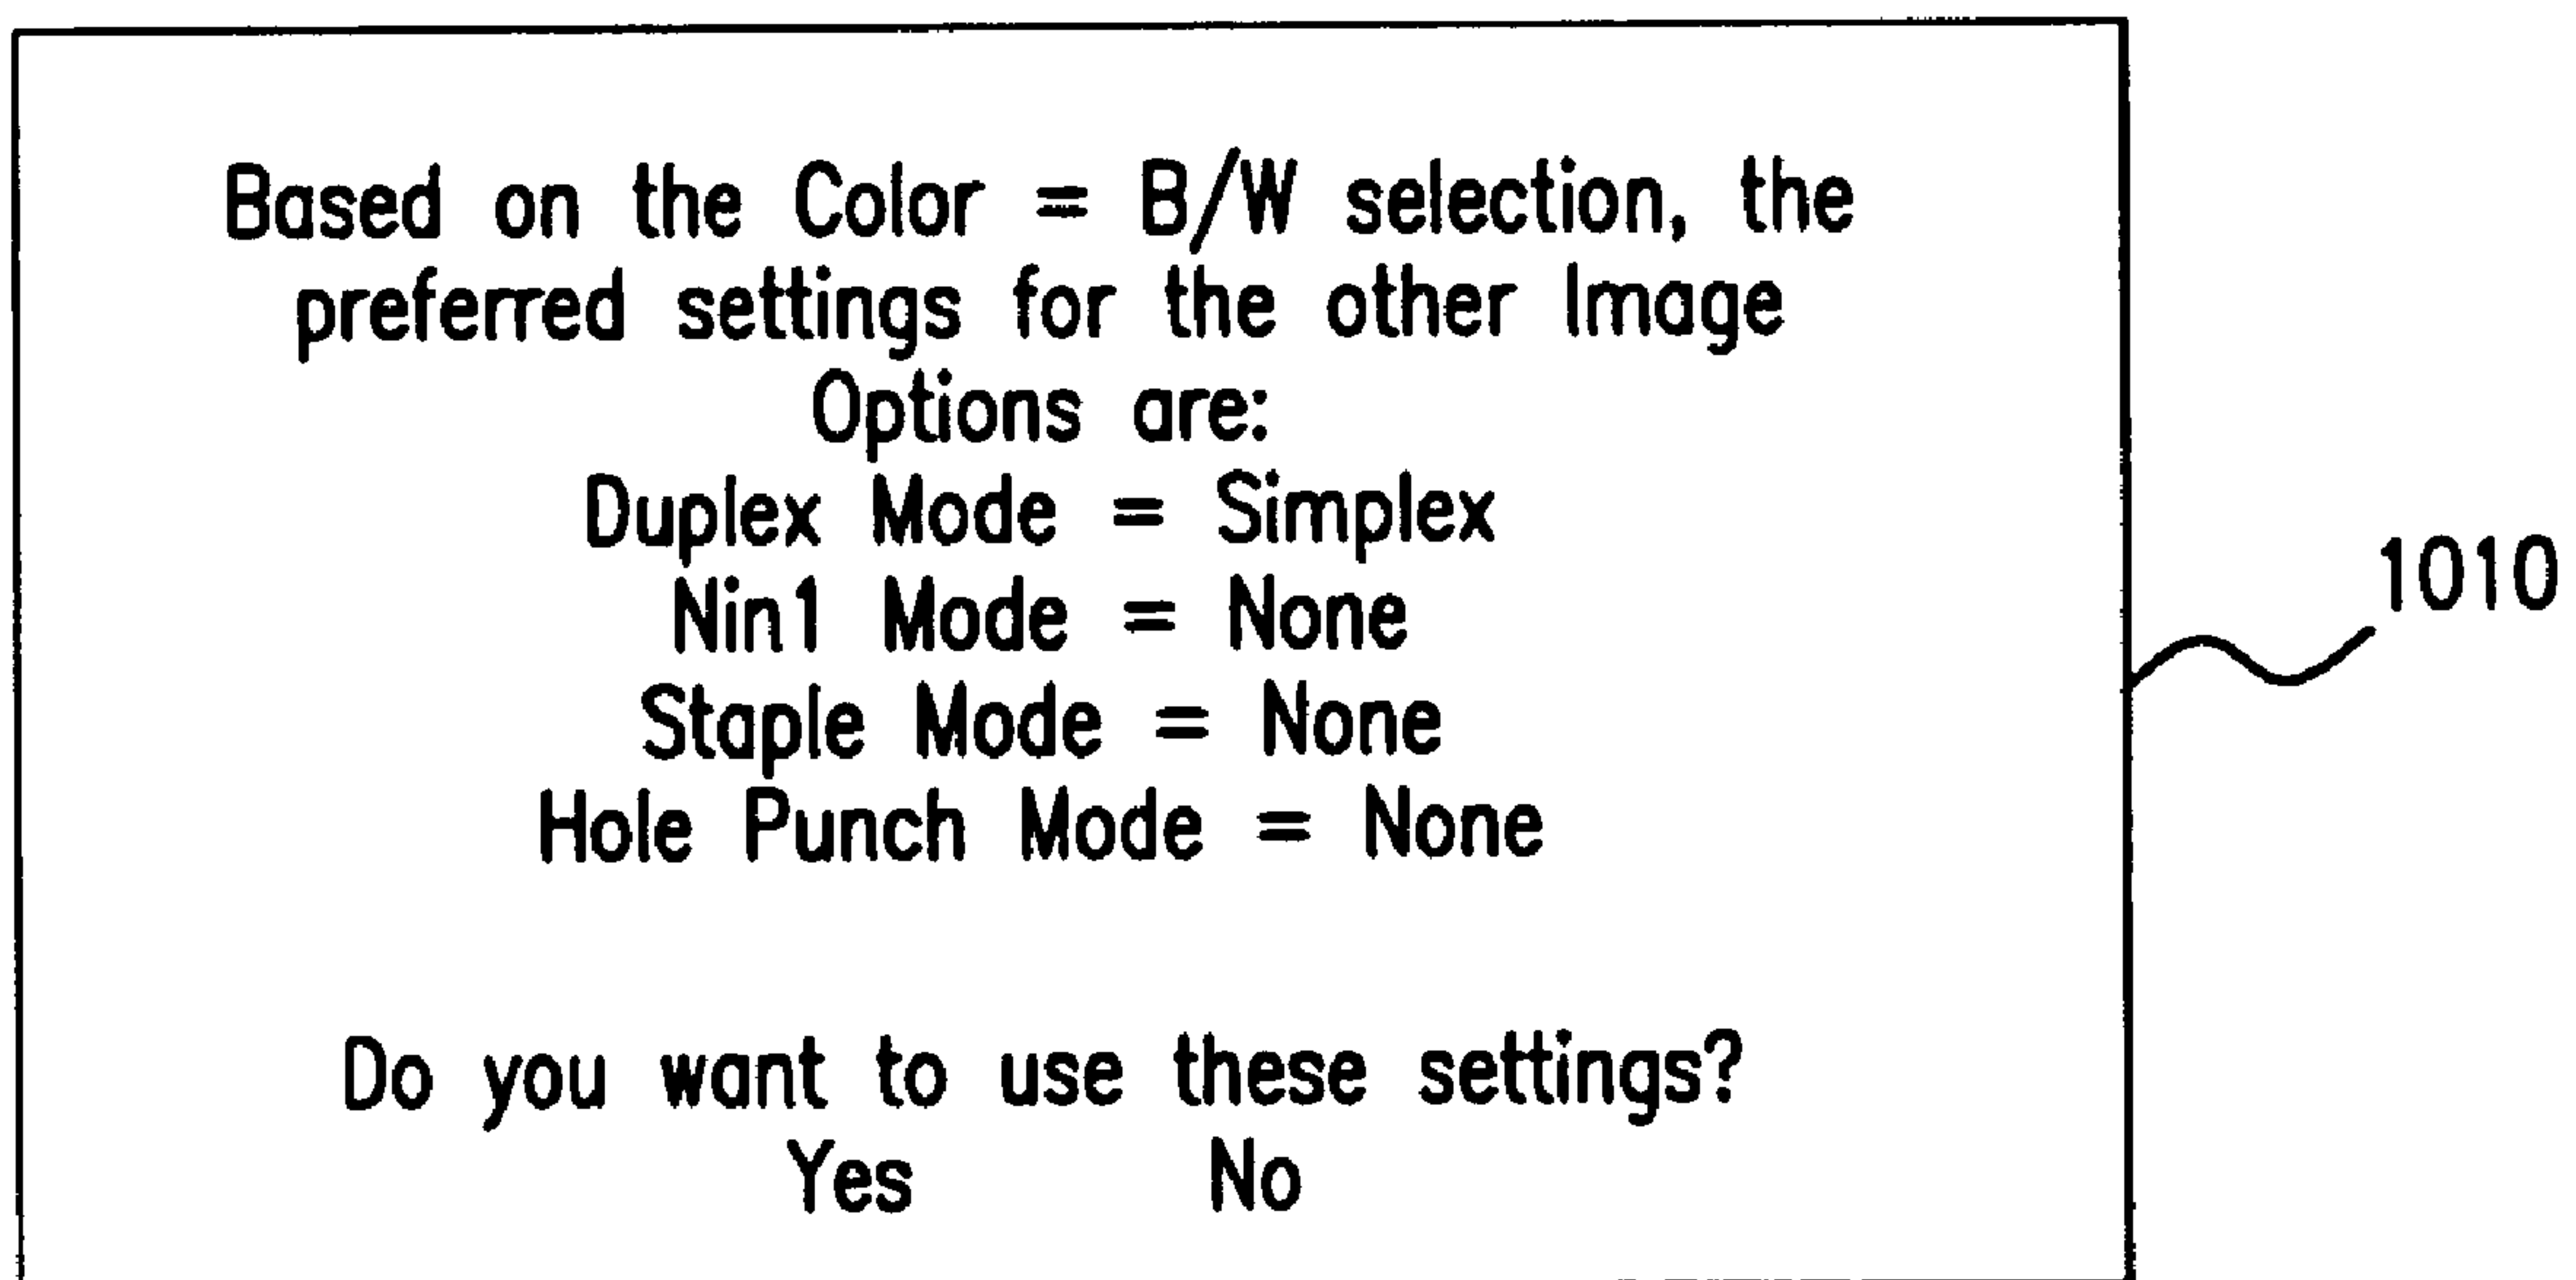 Based on the Color = B/W selection, the
preferred settings for the other Image
Options are:
Duplex Mode = Simplex
Nin1 Mode = None
Staple Mode = None
Hole Punch Mode = None
Do you want to use these settings?
Yes No
1010